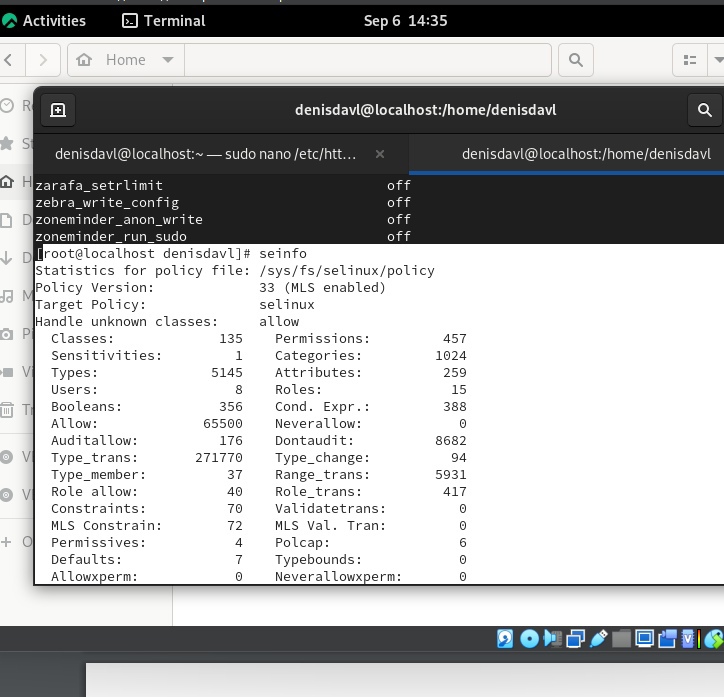 Activities
Terminal
Sep 6 14:35
Home
denisdavl@localhost:/home/denisdavl
denisdavl@localhost:~ — sudo nano /etc/htt…
denisdavl@localhost:/home/denisdavl
zarafa_setrlimit off
zebra_write_config off
zoneminder_anon_write off
zoneminder_run_sudo off
[root@localhost denisdavl]# seinfo
Statistics for policy file: /sys/fs/selinux/policy
Policy Version: 33 (MLS enabled)
Target Policy: selinux
Handle unknown classes: allow
Classes: 135 Permissions: 457
Sensitivities: 1 Categories: 1024
Types: 5145 Attributes: 259
Users: 8 Roles: 15
Booleans: 356 Cond. Expr.: 388
Allow: 65500 Neverallow: 0
Auditallow: 176 Dontaudit: 8682
Type_trans: 271770 Type_change: 94
Type_member: 37 Range_trans: 5931
Role allow: 40 Role_trans: 417
Constraints: 70 Validatetrans: 0
MLS Constrain: 72 MLS Val. Tran: 0
Permissives: 4 Polcap: 6
Defaults: 7 Typebounds: 0
Allowxperm: 0 Neverallowxperm: 0